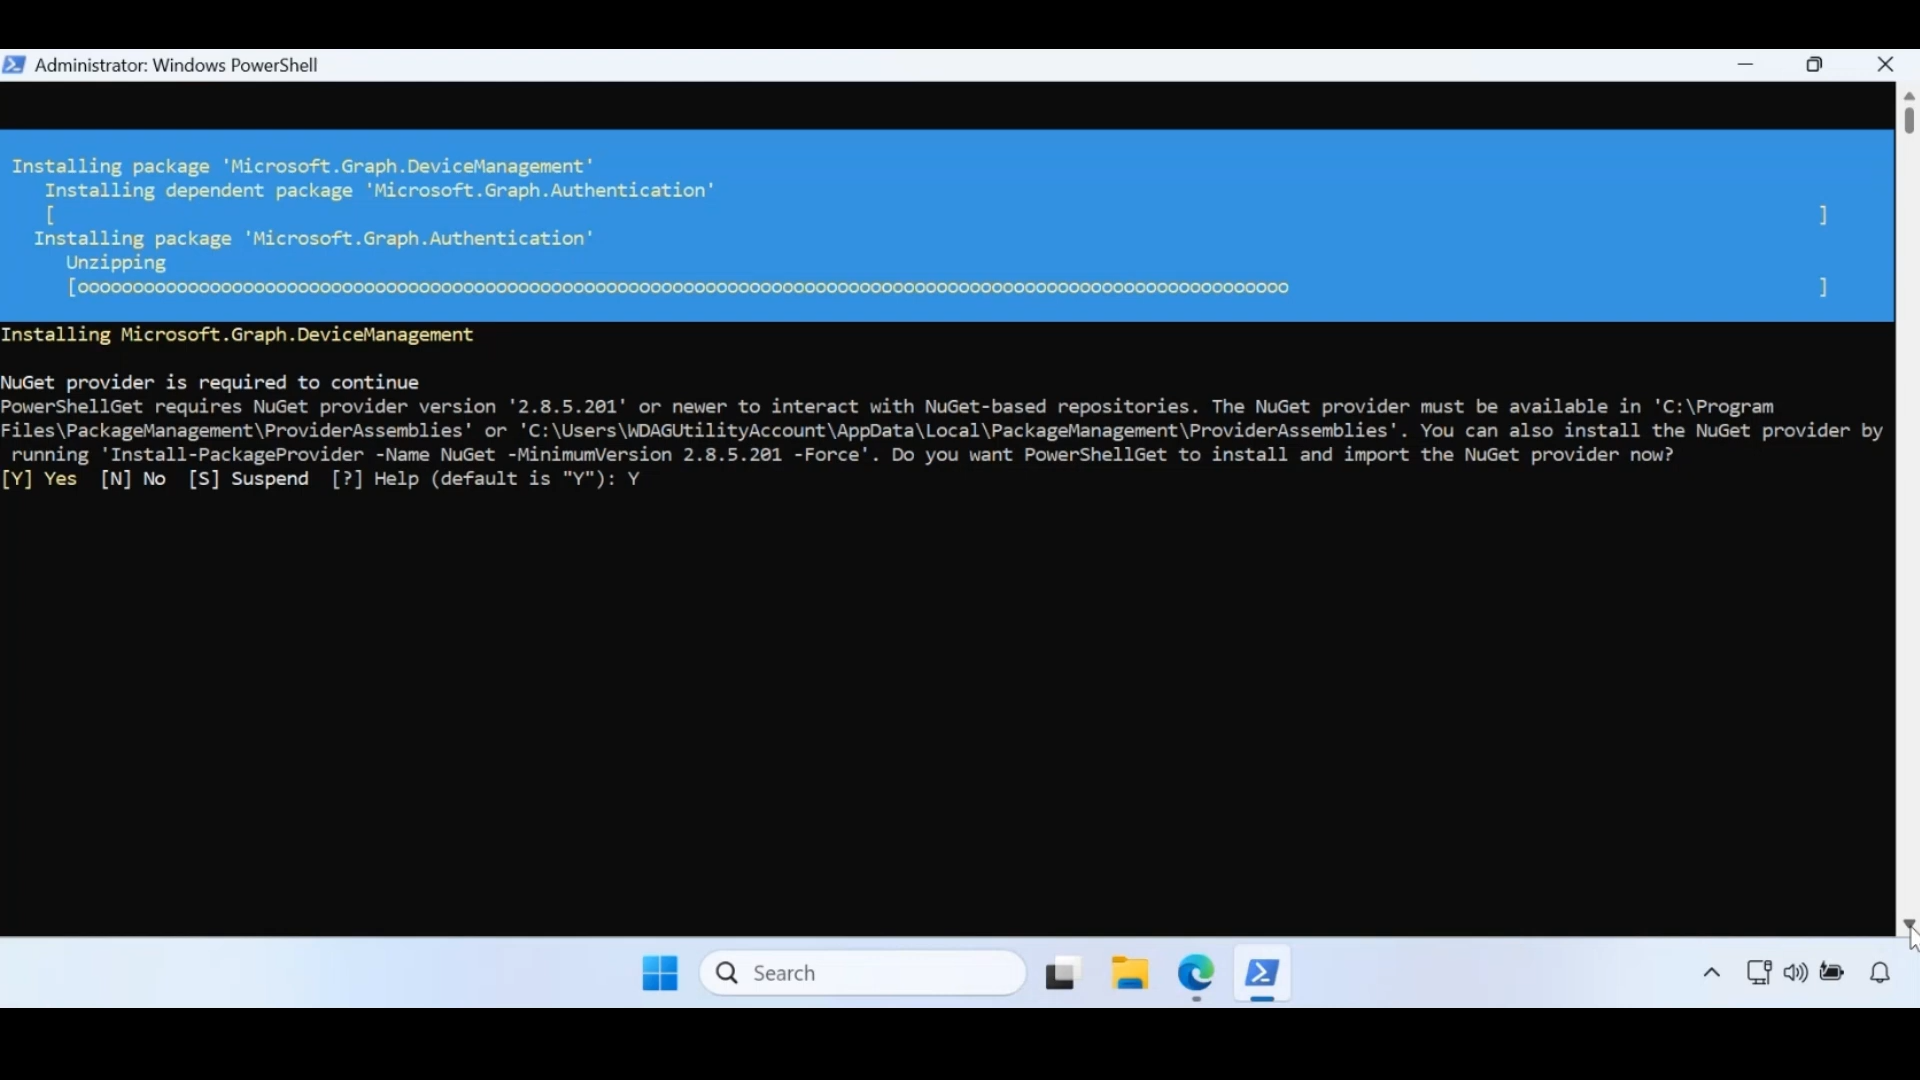 Administrator: Windows PowerShell
Installing package 'Microsoft.Graph.DeviceManagement'
Installing dependent package 'Microsoft.Graph.Authentication'
[ ]
Installing package 'Microsoft.Graph.Authentication'
Unzipping
[oooooooooooooooooooooooooooooooooooooooooooooooooooooooooooooooooooooooooooooooooooooooooooooooooooooooooooooo ]
Installing Microsoft.Graph.DeviceManagement
NuGet provider is required to continue
PowerShellGet requires NuGet provider version '2.8.5.201' or newer to interact with NuGet-based repositories. The NuGet provider must be available in 'C:\Program
Files\PackageManagement\ProviderAssemblies' or 'C:\Users\WDAGUtilityAccount\AppData\Local\PackageManagement\ProviderAssemblies'. You can also install the NuGet provider by
running 'Install-PackageProvider -Name NuGet -MinimumVersion 2.8.5.201 -Force'. Do you want PowerShellGet to install and import the NuGet provider now?
[Y] Yes [N] No [S] Suspend [?] Help (default is "Y"): Y
Search